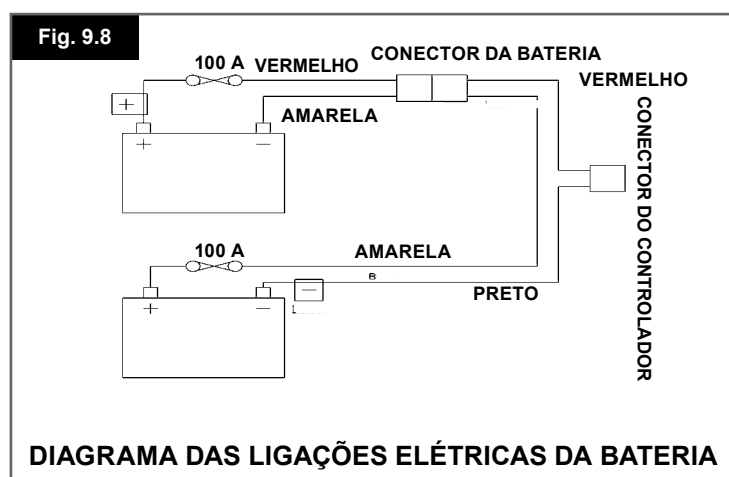 Fig. 9.8
100 A VERMELHO
CONECTOR DA BATERIA
VERMELHO
+
AMARELA
+ −
CONECTOR DO CONTROLADOR
100 A
AMARELA
B
−
PRETO
+ −
DIAGRAMA DAS LIGAÇÕES ELÉTRICAS DA BATERIA